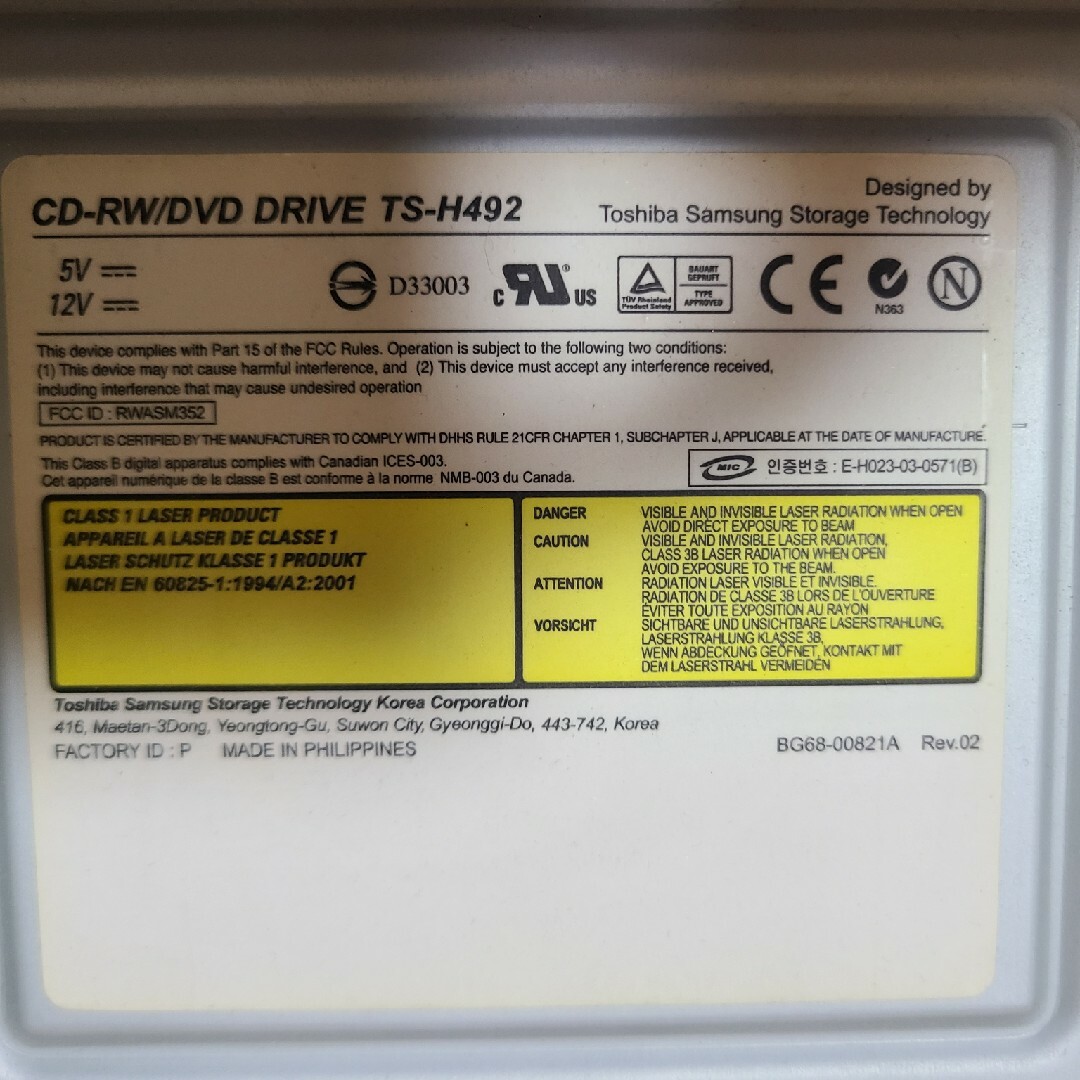 CD-RW/DVD DRIVE TS-H492
Designed by
Toshiba Samsung Storage Technology
5V
12V
D33003
C RU ® US
TÜV Rheinland
Product Safety
BAUART
GEPRÜFT
TYPE
APPROVED
CE
N363
N
This device complies with Part 15 of the FCC Rules. Operation is subject to the following two conditions:
(1) This device may not cause harmful interference, and (2) This device must accept any interference received,
including interference that may cause undesired operation
FCC ID : RWASM352
PRODUCT IS CERTIFIED BY THE MANUFACTURER TO COMPLY WITH DHHS RULE 21CFR CHAPTER 1, SUBCHAPTER J, APPLICABLE AT THE DATE OF MANUFACTURE.
This Class B digital apparatus complies with Canadian ICES-003.
Cet appareil numérique de la classe B est conforme à la norme NMB-003 du Canada.
MIC 인증번호 : E-H023-03-0571(B)
CLASS 1 LASER PRODUCT
APPAREIL A LASER DE CLASSE 1
LASER SCHUTZ KLASSE 1 PRODUKT
NACH EN 60825-1:1994/A2:2001
DANGER VISIBLE AND INVISIBLE LASER RADIATION WHEN OPEN
AVOID DIRECT EXPOSURE TO BEAM
CAUTION VISIBLE AND INVISIBLE LASER RADIATION,
CLASS 3B LASER RADIATION WHEN OPEN
AVOID EXPOSURE TO THE BEAM.
ATTENTION RADIATION LASER VISIBLE ET INVISIBLE.
RADIATION DE CLASSE 3B LORS DE L'OUVERTURE
ÉVITER TOUTE EXPOSITION AU RAYON
VORSICHT SICHTBARE UND UNSICHTBARE LASERSTRAHLUNG,
LASERSTRAHLUNG KLASSE 3B,
WENN ABDECKUNG GEÖFNET, KONTAKT MIT
DEM LASERSTRAHL VERMEIDEN
Toshiba Samsung Storage Technology Korea Corporation
416, Maetan-3Dong, Yeongtong-Gu, Suwon City, Gyeonggi-Do, 443-742, Korea
FACTORY ID : P MADE IN PHILIPPINES
BG68-00821A Rev.02